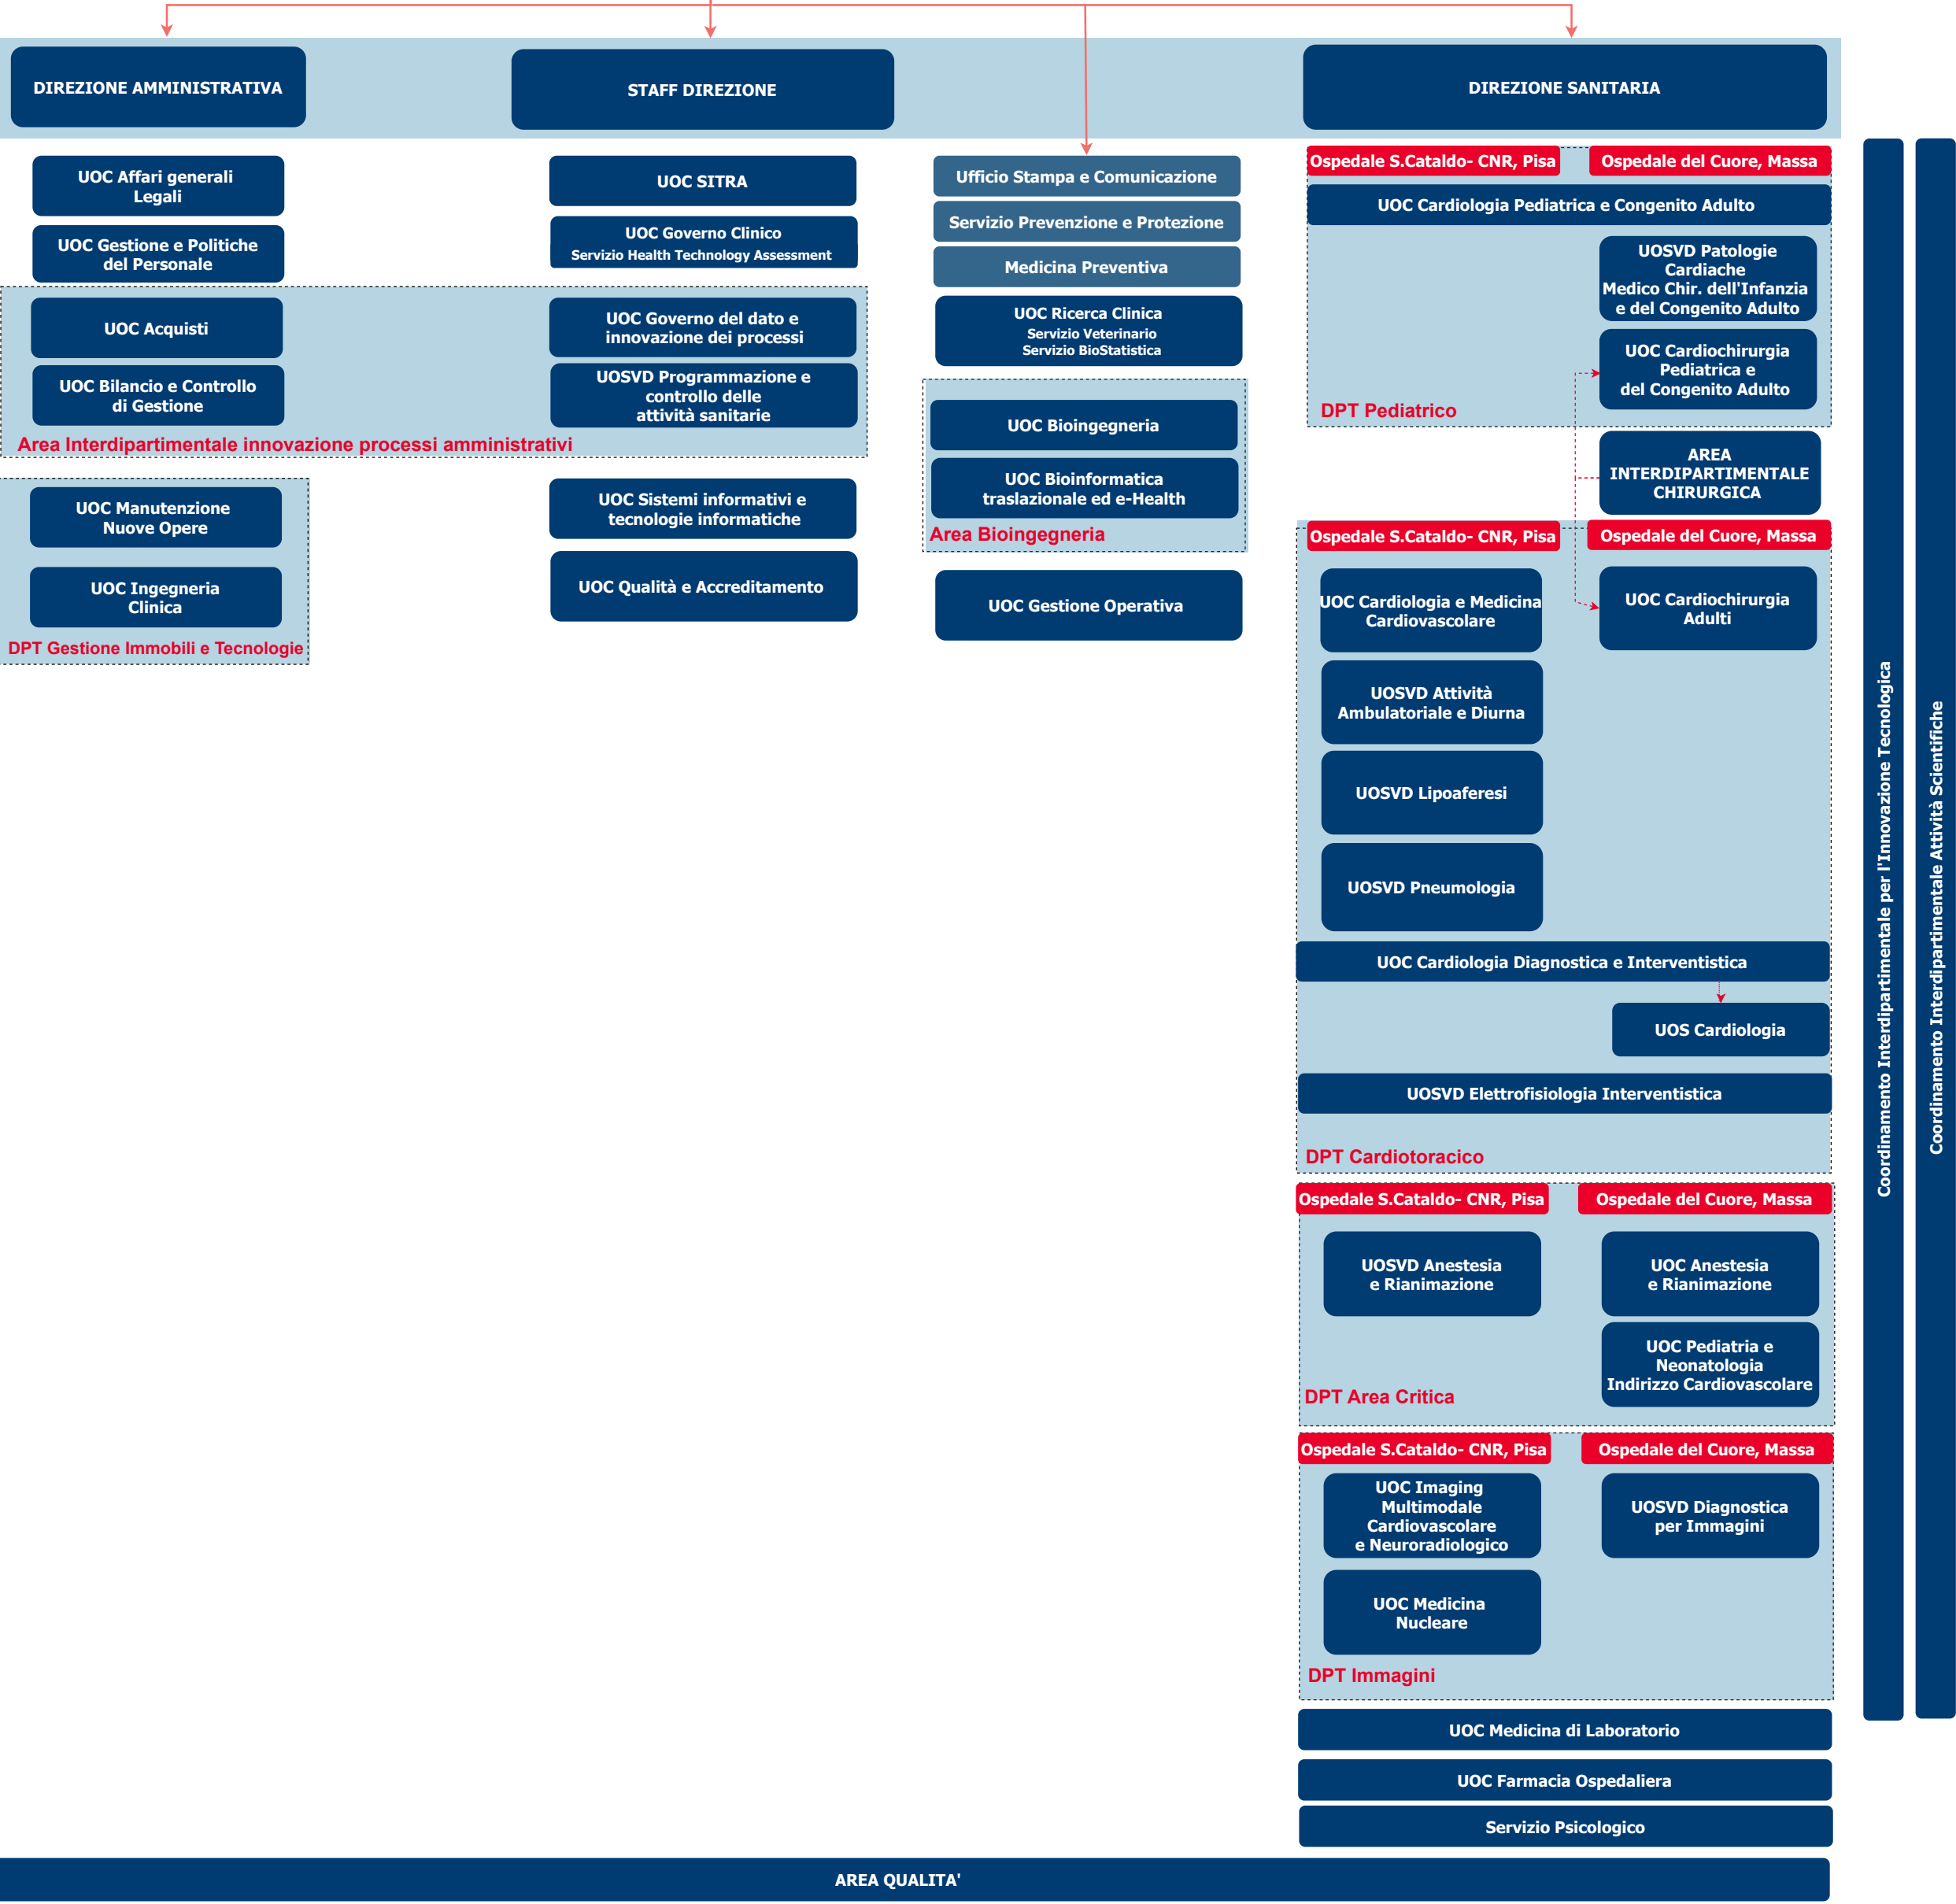 DIREZIONE AMMINISTRATIVA
STAFF DIREZIONE
DIREZIONE SANITARIA
UOC Affari generali
Legali
UOC Gestione e Politiche
del Personale
UOC Acquisti
UOC Bilancio e Controllo
di Gestione
UOC SITRA
UOC Governo Clinico
Servizio Health Technology Assessment
UOC Governo del dato e
innovazione dei processi
UOSVD Programmazione e
controllo delle
attività sanitarie
Area Interdipartimentale innovazione processi amministrativi
UOC Manutenzione
Nuove Opere
UOC Ingegneria
Clinica
DPT Gestione Immobili e Tecnologie
UOC Sistemi informativi e
tecnologie informatiche
UOC Qualità e Accreditamento
Ufficio Stampa e Comunicazione
Servizio Prevenzione e Protezione
Medicina Preventiva
UOC Ricerca Clinica
Servizio Veterinario
Servizio BioStatistica
UOC Bioingegneria
UOC Bioinformatica
traslazionale ed e-Health
Area Bioingegneria
UOC Gestione Operativa
Ospedale S.Cataldo- CNR, Pisa
Ospedale del Cuore, Massa
UOC Cardiologia Pediatrica e Congenito Adulto
UOSVD Patologie
Cardiache
Medico Chir. dell'Infanzia
e del Congenito Adulto
UOC Cardiochirurgia
Pediatrica e
del Congenito Adulto
DPT Pediatrico
AREA
INTERDIPARTIMENTALE
CHIRURGICA
Ospedale S.Cataldo- CNR, Pisa
Ospedale del Cuore, Massa
UOC Cardiologia e Medicina
Cardiovascolare
UOC Cardiochirurgia
Adulti
UOSVD Attività
Ambulatoriale e Diurna
UOSVD Lipoaferesi
UOSVD Pneumologia
UOC Cardiologia Diagnostica e Interventistica
UOS Cardiologia
UOSVD Elettrofisiologia Interventistica
DPT Cardiotoracico
Ospedale S.Cataldo- CNR, Pisa
Ospedale del Cuore, Massa
UOSVD Anestesia
e Rianimazione
UOC Anestesia
e Rianimazione
UOC Pediatria e
Neonatologia
Indirizzo Cardiovascolare
DPT Area Critica
Ospedale S.Cataldo- CNR, Pisa
Ospedale del Cuore, Massa
UOC Imaging
Multimodale
Cardiovascolare
e Neuroradiologico
UOSVD Diagnostica
per Immagini
UOC Medicina
Nucleare
DPT Immagini
UOC Medicina di Laboratorio
UOC Farmacia Ospedaliera
Servizio Psicologico
Coordinamento Interdipartimentale per l'Innovazione Tecnologica
Coordinamento Interdipartimentale Attività Scientifiche
AREA QUALITA'